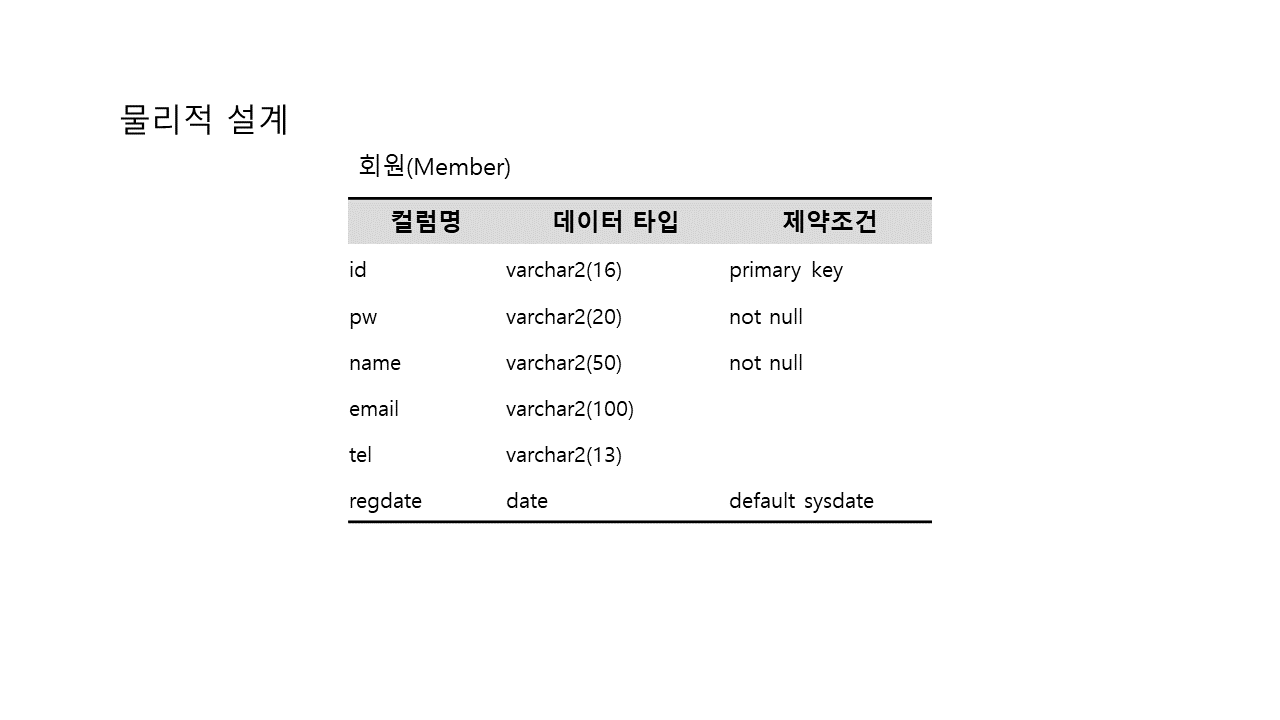 물리적 설계
회원(Member)
컬럼명 데이터 타입 제약조건
id varchar2(16) primary key
pw varchar2(20) not null
name varchar2(50) not null
email varchar2(100)
tel varchar2(13)
regdate date default sysdate